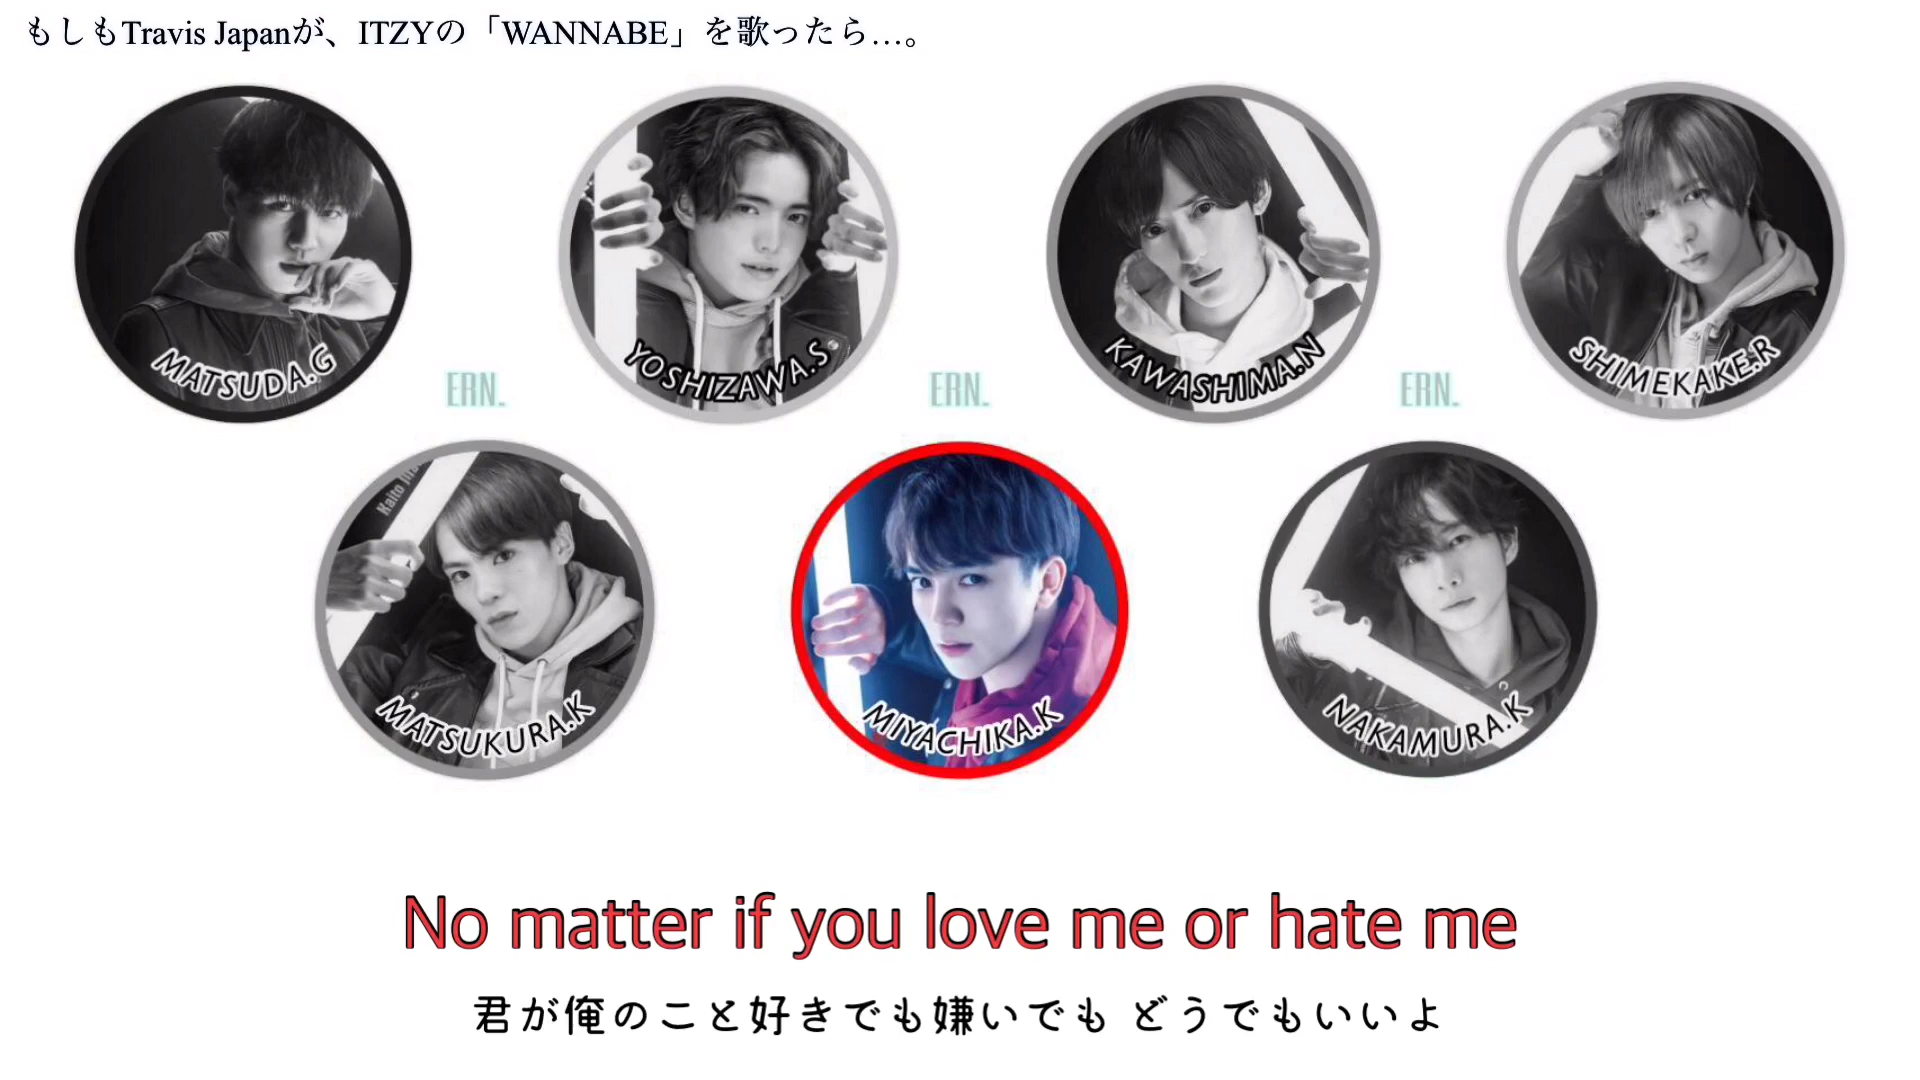 もしもTravis Japanが、ITZYの「WANNABE」を歌ったら…。
MATSUDA.G
YOSHIZAWA.S
KAWASHIMA.N
SHIMEKAKE.R
ERN.
ERN.
ERN.
Kaito
MATSUKURA.K
MIYACHIKA.K
NAKAMURA.K
No matter if you love me or hate me
君が俺のこと好きでも嫌いでも どうでもいいよ